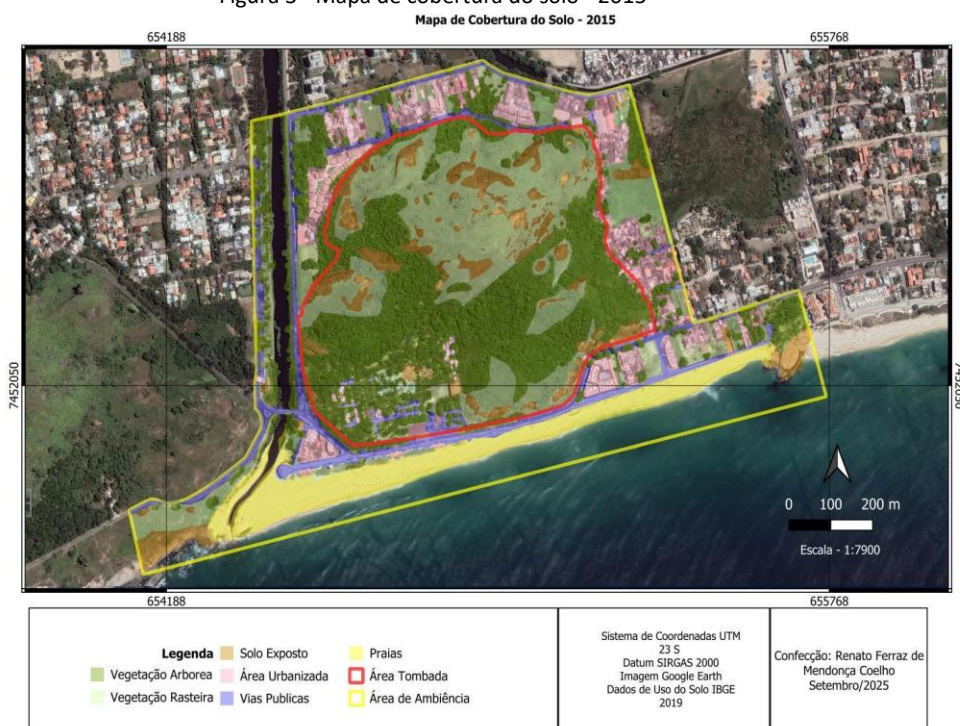 Figura 3 - Mapa de cobertura do solo - 2015
Mapa de Cobertura do Solo - 2015
654188
655768
7452050
7452050
0 100 200 m
Escala - 1:7900
654188
655768
Legenda
Vegetação Arborea
Vegetação Rasteira
Solo Exposto
Área Urbanizada
Vias Publicas
Praias
Área Tombada
Área de Ambiência
Sistema de Coordenadas UTM
23 S
Datum SIRGAS 2000
Imagem Google Earth
Dados de Uso do Solo IBGE
2019
Confecção: Renato Ferraz de
Mendonça Coelho
Setembro/2025